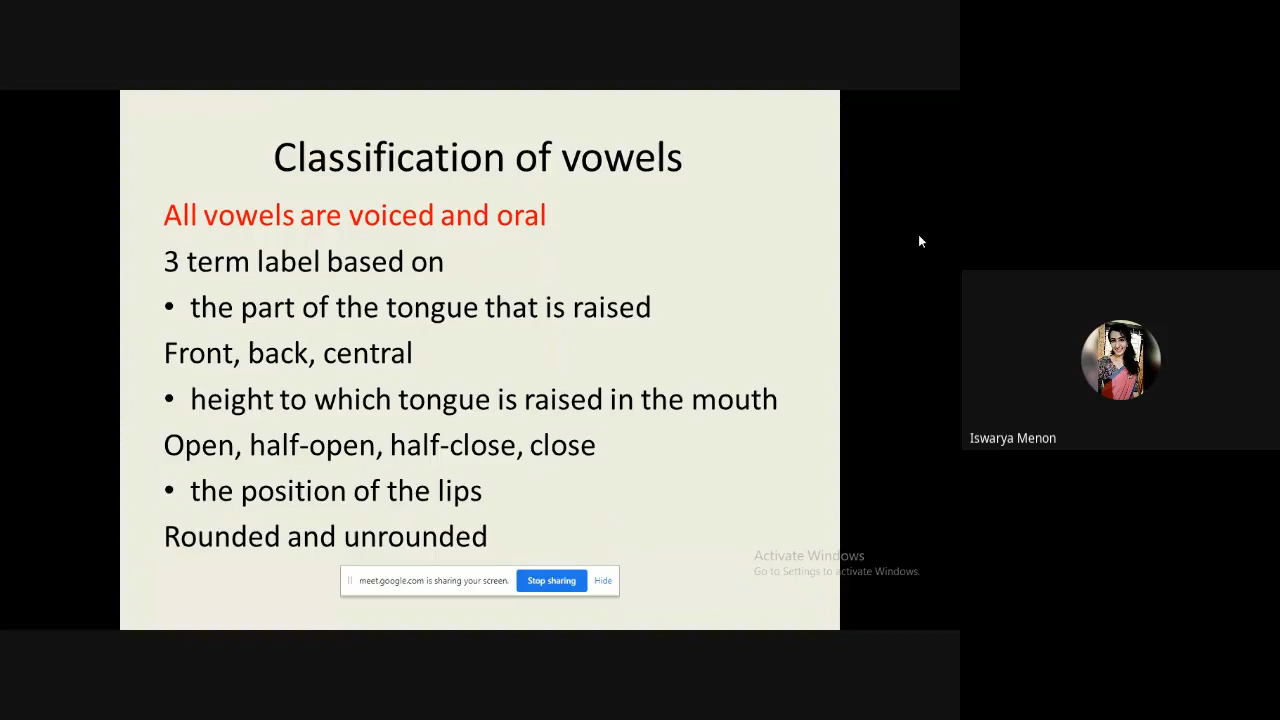 Classification of vowels
All vowels are voiced and oral
3 term label based on
• the part of the tongue that is raised
Front, back, central
• height to which tongue is raised in the mouth
Open, half-open, half-close, close
• the position of the lips
Rounded and unrounded
meet.google.com is sharing your screen. Stop sharing Hide
Activate Windows
Go to Settings to activate Windows.
Iswarya Menon